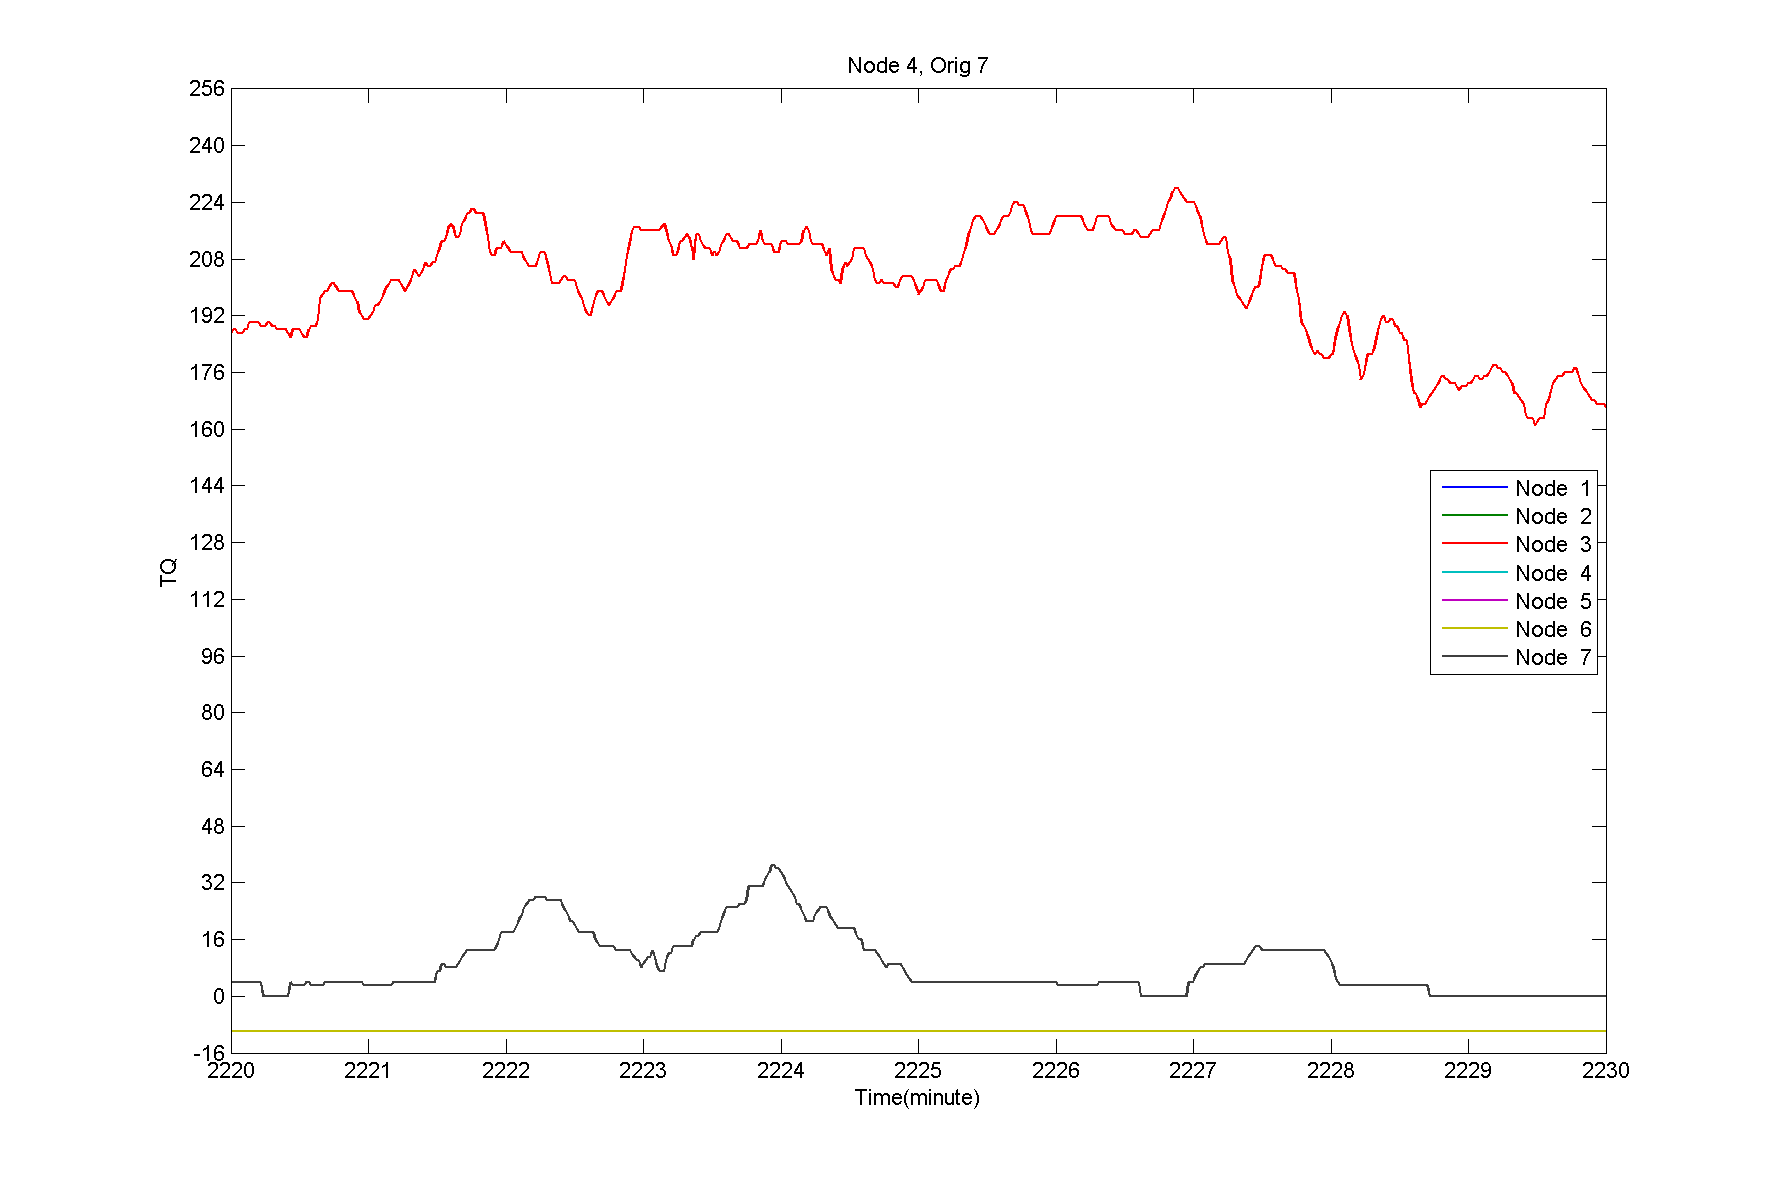 Node 4, Orig 7
256
240
224
208
192
176
160
144
128
112
96
80
64
48
32
16
0
-16
TQ
Node 1
Node 2
Node 3
Node 4
Node 5
Node 6
Node 7
2220 2221 2222 2223 2224 2225 2226 2227 2228 2229 2230
Time(minute)